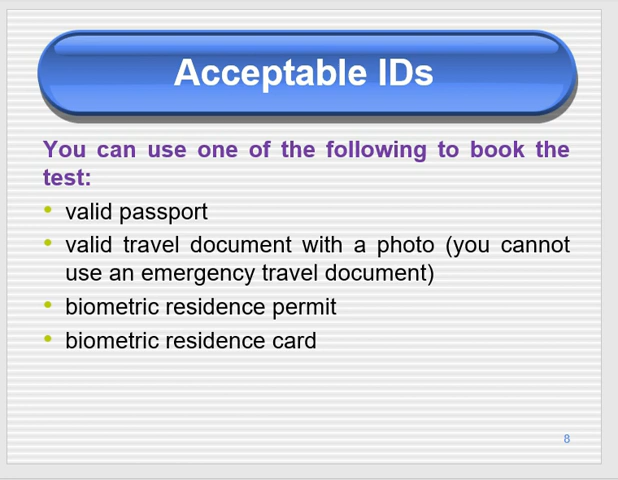 Acceptable IDs
You can use one of the following to book the
test:
• valid passport
• valid travel document with a photo (you cannot
use an emergency travel document)
• biometric residence permit
• biometric residence card
8